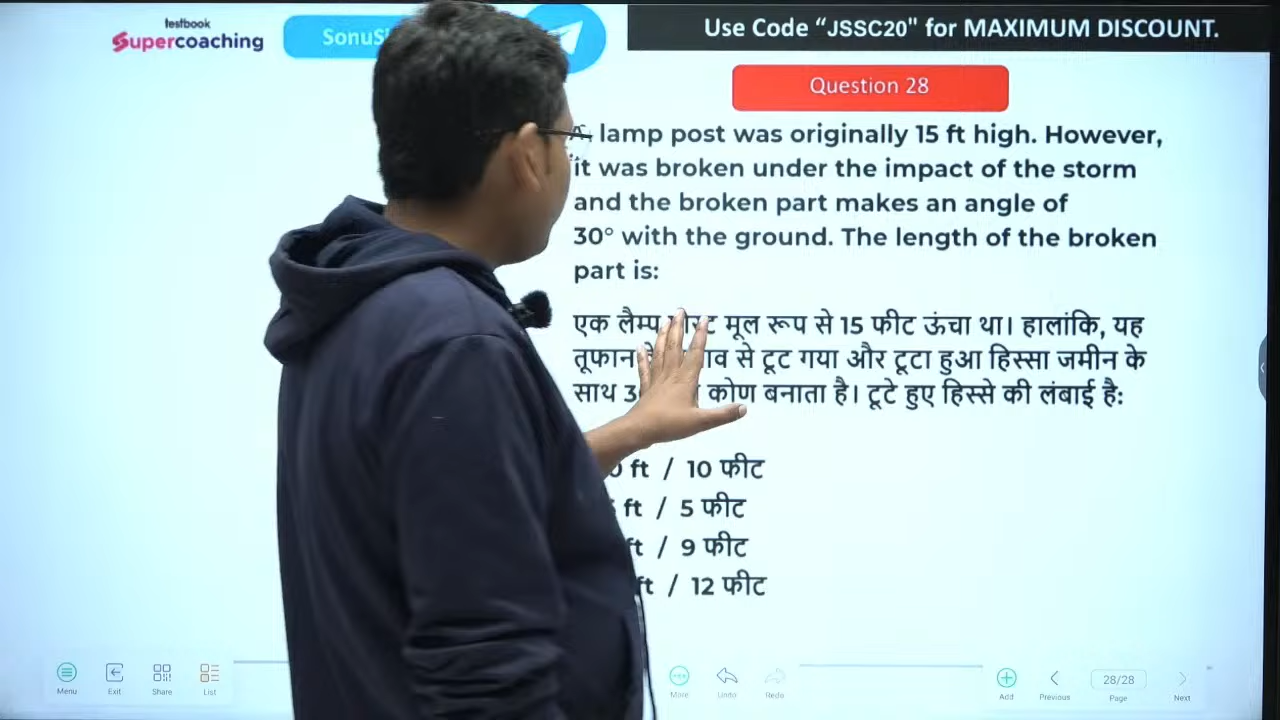 testbook
Supercoaching
Use Code “JSSC20" for MAXIMUM DISCOUNT.
Question 28
A lamp post was originally 15 ft high. However,
it was broken under the impact of the storm
and the broken part makes an angle of
30° with the ground. The length of the broken
part is:
एक लैम्प मूल रूप से 15 फीट ऊंचा था। हालांकि, यह
तूफान से टूट गया और टूटा हुआ हिस्सा जमीन के
साथ कोण बनाता है। टूटे हुए हिस्से की लंबाई है:
ft / 10 फीट
ft / 5 फीट
ft / 9 फीट
ft / 12 फीट
Menu Exit Share List More Undo Redo Add Previous 28/28 Page Next